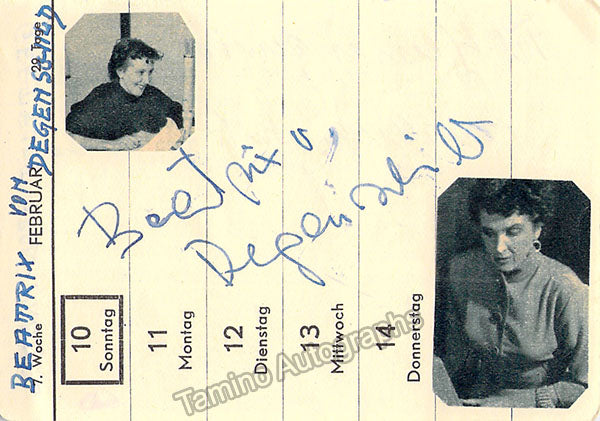 BEATRIX VOM DEGENSCHILD
7. Woche FEBRUAR 29 Tage
Beatrix v. Degenschild
10
Sonntag
11
Montag
12
Dienstag
13
Mittwoch
14
Donnerstag
Tamino Autographs